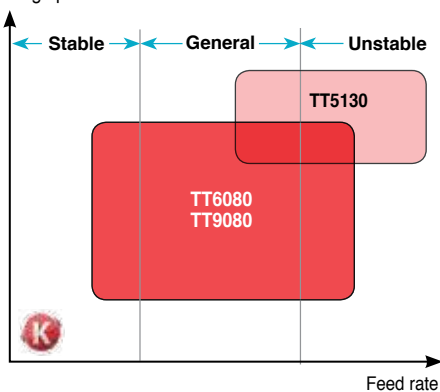 Stable General Unstable
TT5130
TT6080
TT9080
K
Feed rate